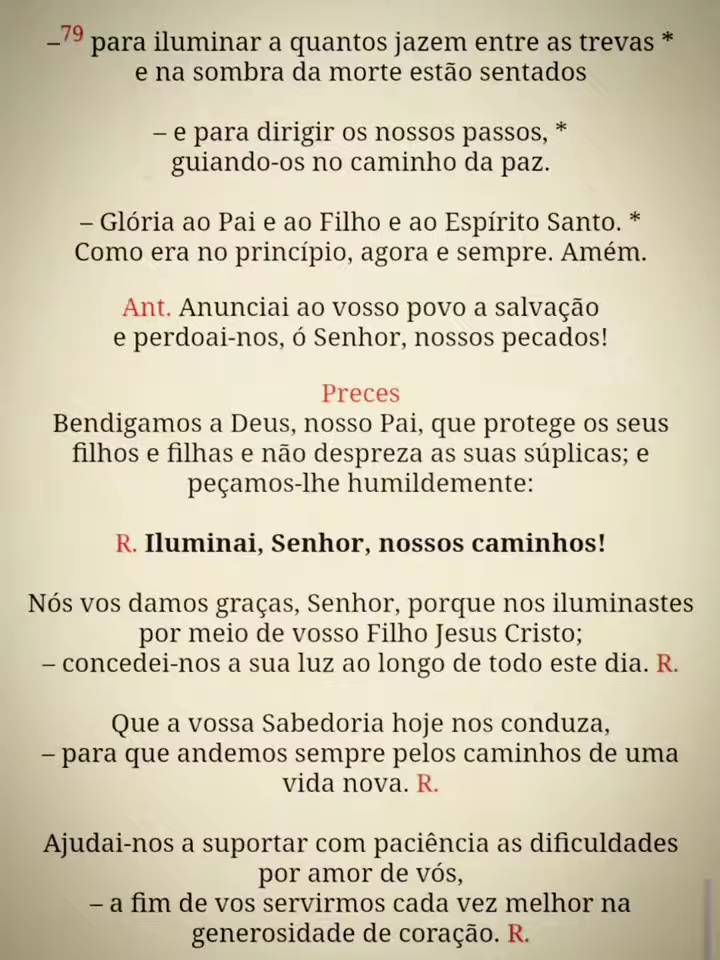 –79 para iluminar a quantos jazem entre as trevas *
e na sombra da morte estão sentados
– e para dirigir os nossos passos, *
guiando-os no caminho da paz.
– Glória ao Pai e ao Filho e ao Espírito Santo. *
Como era no princípio, agora e sempre. Amém.
Ant. Anunciai ao vosso povo a salvação
e perdoai-nos, ó Senhor, nossos pecados!
Preces
Bendigamos a Deus, nosso Pai, que protege os seus
filhos e filhas e não despreza as suas súplicas; e
peçamos-lhe humildemente:
R. Iluminai, Senhor, nossos caminhos!
Nós vos damos graças, Senhor, porque nos iluminastes
por meio de vosso Filho Jesus Cristo;
– concedei-nos a sua luz ao longo de todo este dia. R.
Que a vossa Sabedoria hoje nos conduza,
– para que andemos sempre pelos caminhos de uma
vida nova. R.
Ajudai-nos a suportar com paciência as dificuldades
por amor de vós,
– a fim de vos servirmos cada vez melhor na
generosidade de coração. R.